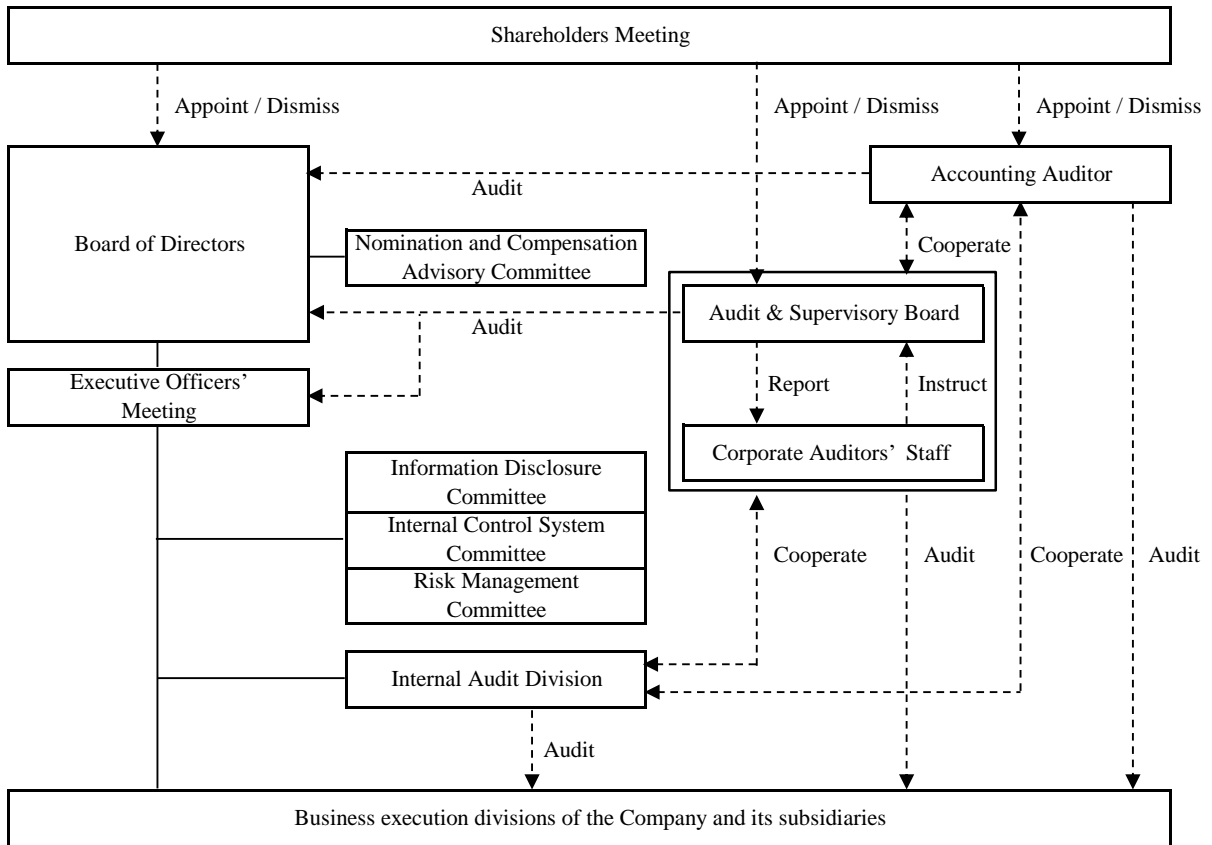 Shareholders Meeting
Appoint / Dismiss
Appoint / Dismiss
Appoint / Dismiss
Accounting Auditor
Audit
Board of Directors
Nomination and Compensation
Advisory Committee
Cooperate
Audit & Supervisory Board
Audit
Executive Officers’
Meeting
Report
Instruct
Corporate Auditors’ Staff
Information Disclosure
Committee
Internal Control System
Committee
Risk Management
Committee
Cooperate
Audit
Cooperate
Audit
Internal Audit Division
Audit
Business execution divisions of the Company and its subsidiaries